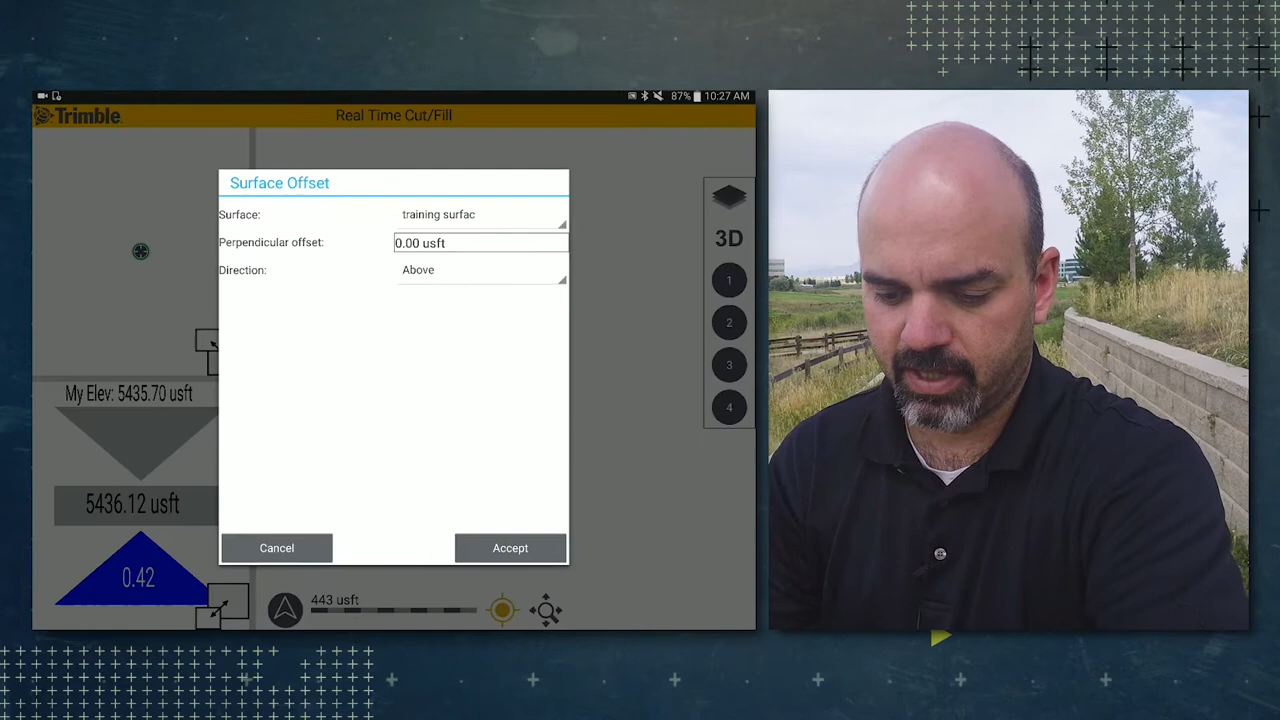 87% 10:27 AM
Trimble
Real Time Cut/Fill
Surface Offset
Surface: training surfac
Perpendicular offset: 0.00 usft
Direction: Above
3D
1
2
3
4
My Elev: 5435.70 usft
5436.12 usft
0.42
Cancel Accept
443 usft